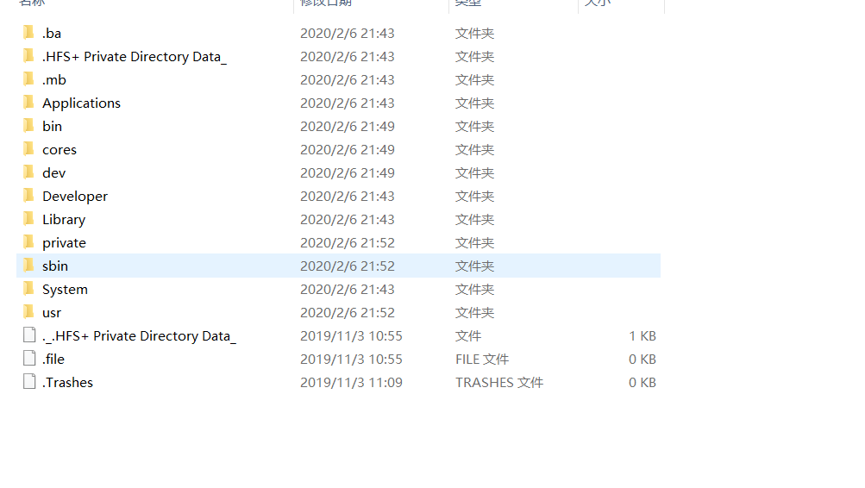 名称 修改日期 类型 大小
.ba 2020/2/6 21:43 文件夹
.HFS+ Private Directory Data_ 2020/2/6 21:43 文件夹
.mb 2020/2/6 21:43 文件夹
Applications 2020/2/6 21:43 文件夹
bin 2020/2/6 21:49 文件夹
cores 2020/2/6 21:49 文件夹
dev 2020/2/6 21:49 文件夹
Developer 2020/2/6 21:43 文件夹
Library 2020/2/6 21:43 文件夹
private 2020/2/6 21:52 文件夹
sbin 2020/2/6 21:52 文件夹
System 2020/2/6 21:43 文件夹
usr 2020/2/6 21:52 文件夹
._.HFS+ Private Directory Data_ 2019/11/3 10:55 文件 1 KB
.file 2019/11/3 10:55 FILE 文件 0 KB
.Trashes 2019/11/3 11:09 TRASHES 文件 0 KB